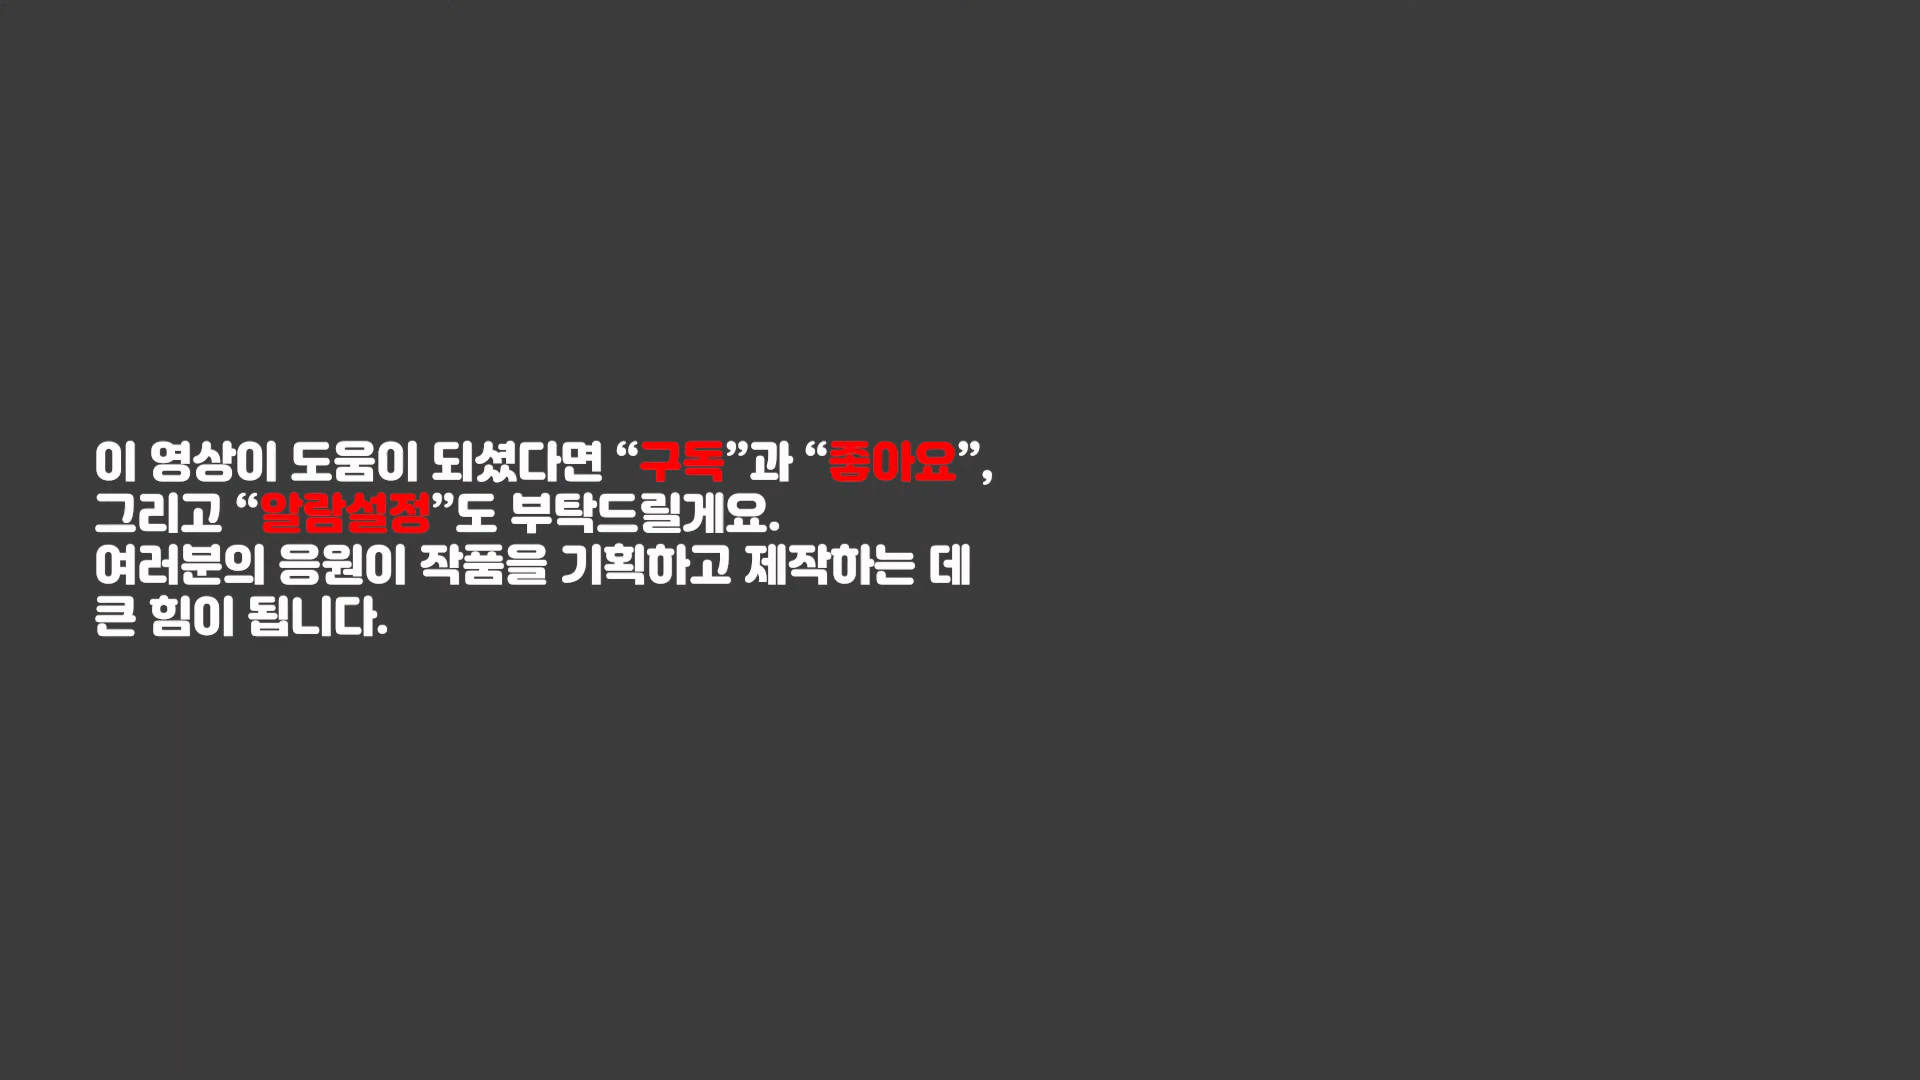 이 영상이 도움이 되셨다면 “구독”과 “좋아요”,
그리고 “알람설정”도 부탁드릴게요.
여러분의 응원이 작품을 기획하고 제작하는 데
큰 힘이 됩니다.